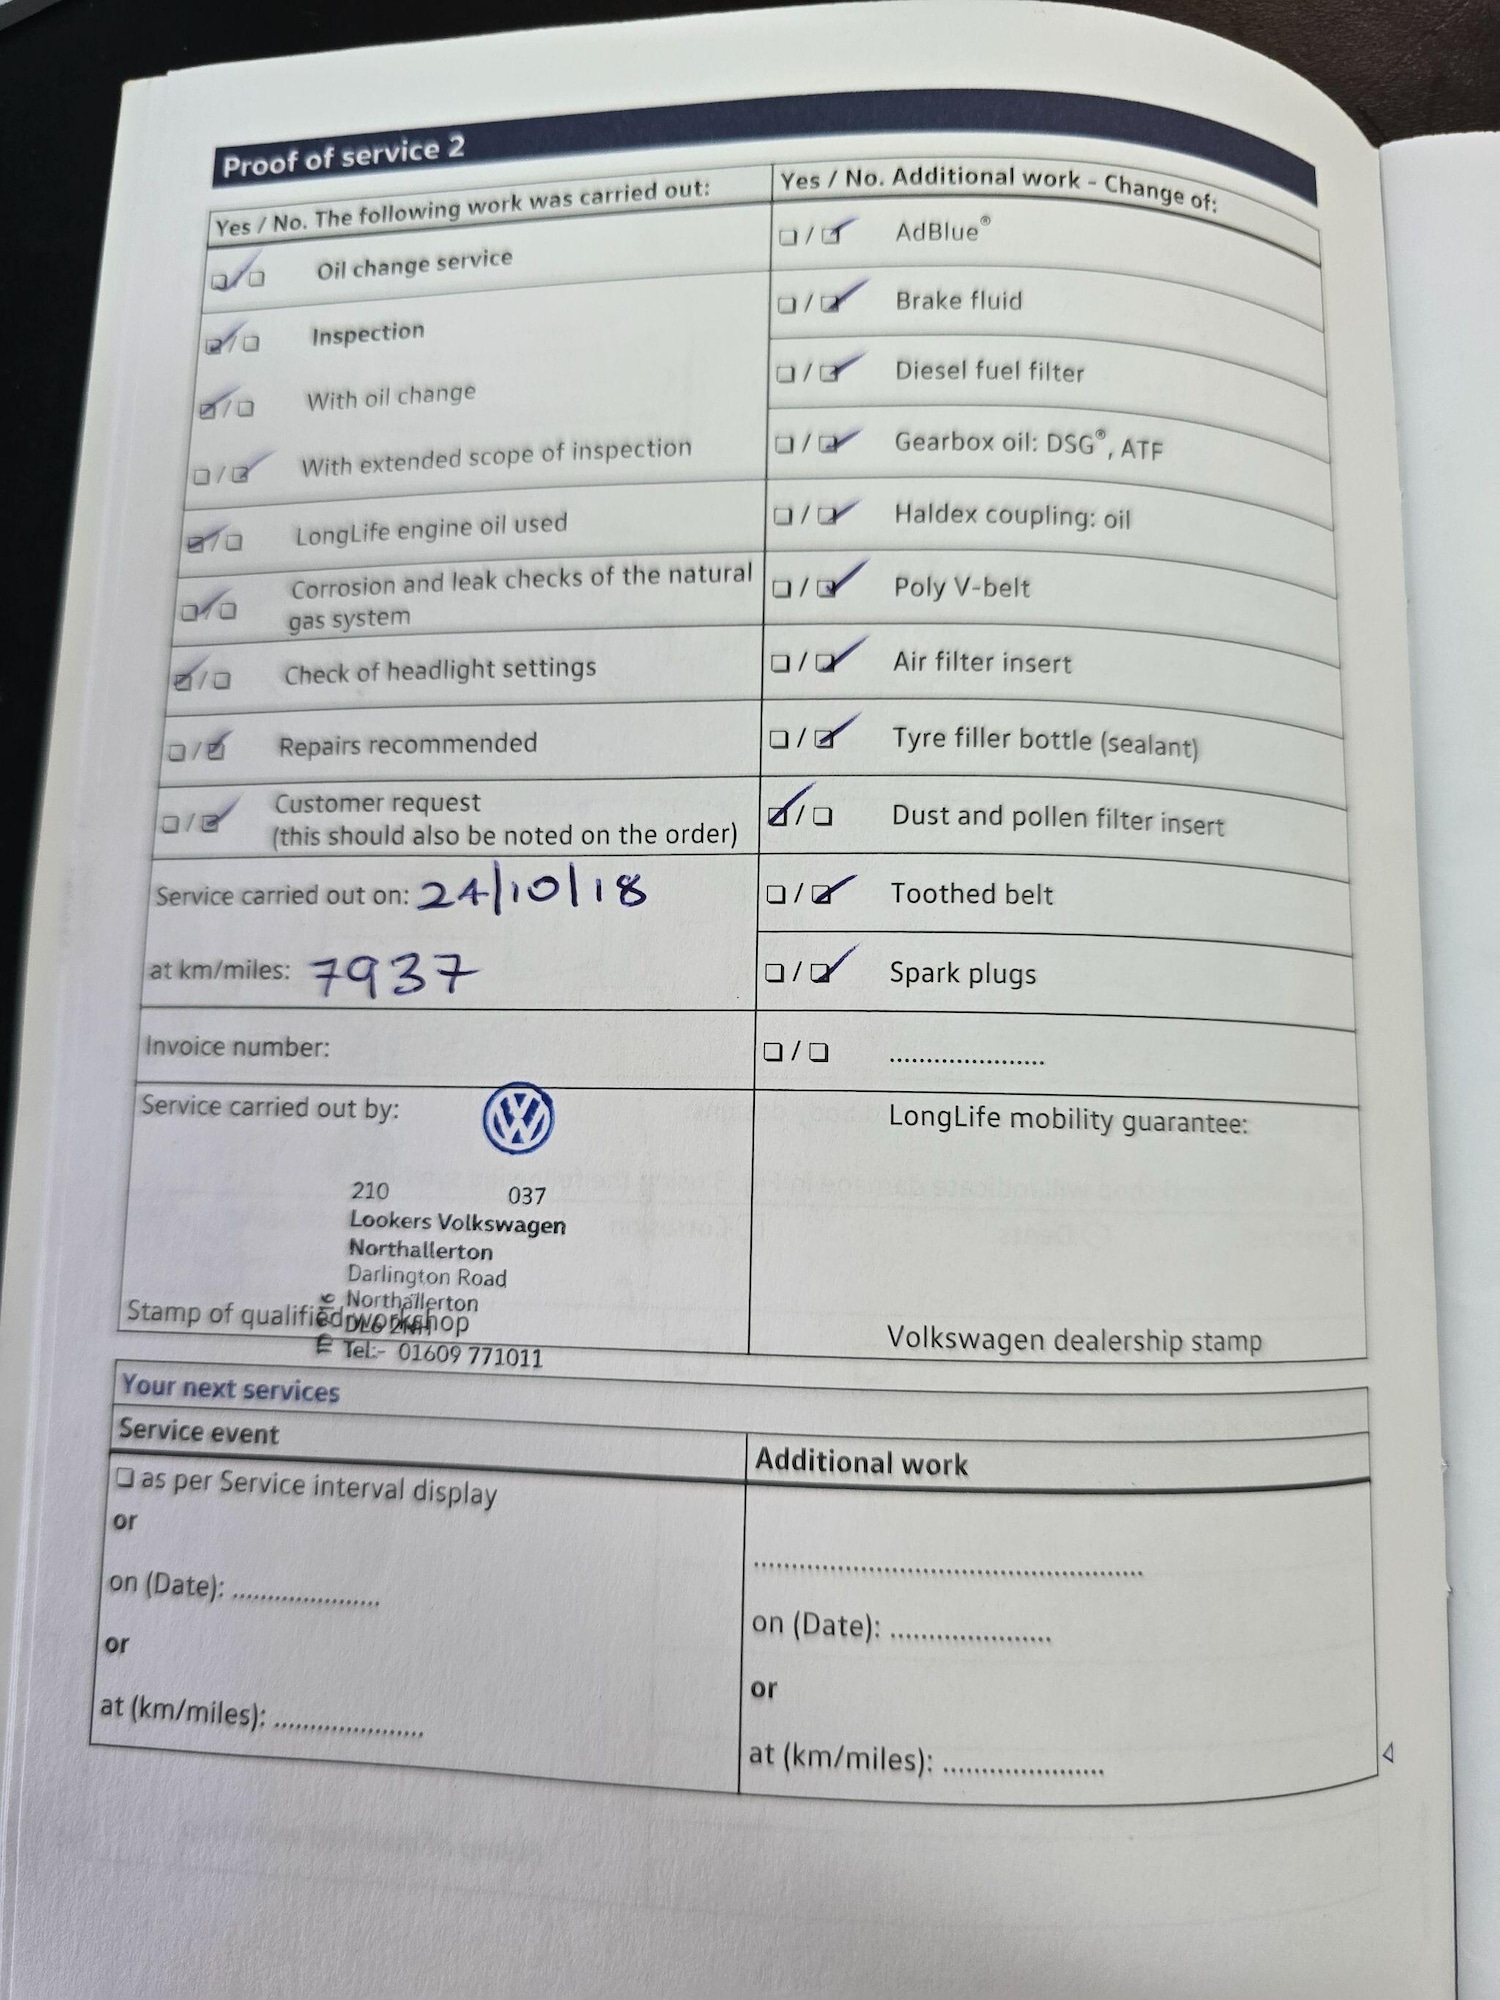 Proof of service 2
Yes / No. The following work was carried out:
Oil change service
Inspection
With oil change
With extended scope of inspection
LongLife engine oil used
Corrosion and leak checks of the natural
gas system
Check of headlight settings
Repairs recommended
Customer request
(this should also be noted on the order)
Service carried out on: 24/10/18
at km/miles: 7937
Invoice number:
Service carried out by:
VW
210 037
Lookers Volkswagen
Northallerton
Darlington Road
Northallerton
Stamp of qualified workshop
DL6 2NH
Tel:- 01609 771011
Yes / No. Additional work - Change of:
AdBlue®
Brake fluid
Diesel fuel filter
Gearbox oil: DSG®, ATF
Haldex coupling: oil
Poly V-belt
Air filter insert
Tyre filler bottle (sealant)
Dust and pollen filter insert
Toothed belt
Spark plugs
.....................
LongLife mobility guarantee:
Volkswagen dealership stamp
Your next services
Service event
as per Service interval display
or
on (Date): ....................
or
at (km/miles): ....................
Additional work
....................................................
on (Date): .....................
or
at (km/miles): .....................